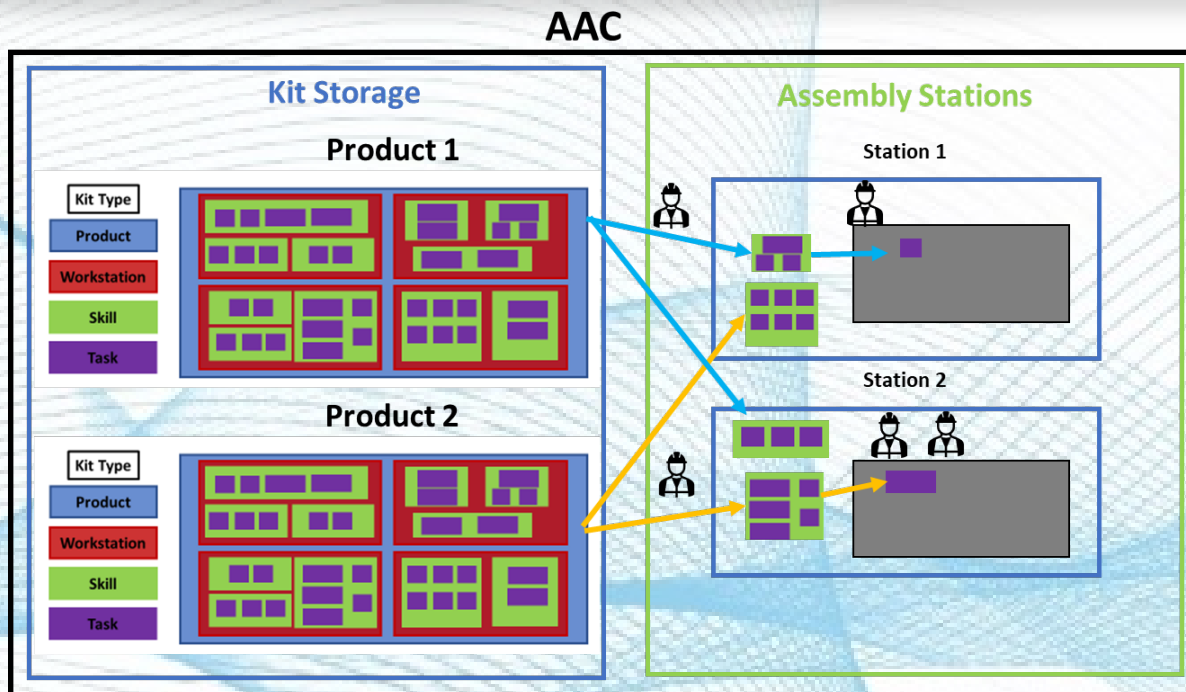 AAC
Kit Storage
Product 1
Kit Type
Product
Workstation
Skill
Task
Product 2
Kit Type
Product
Workstation
Skill
Task
Assembly Stations
Station 1
Station 2